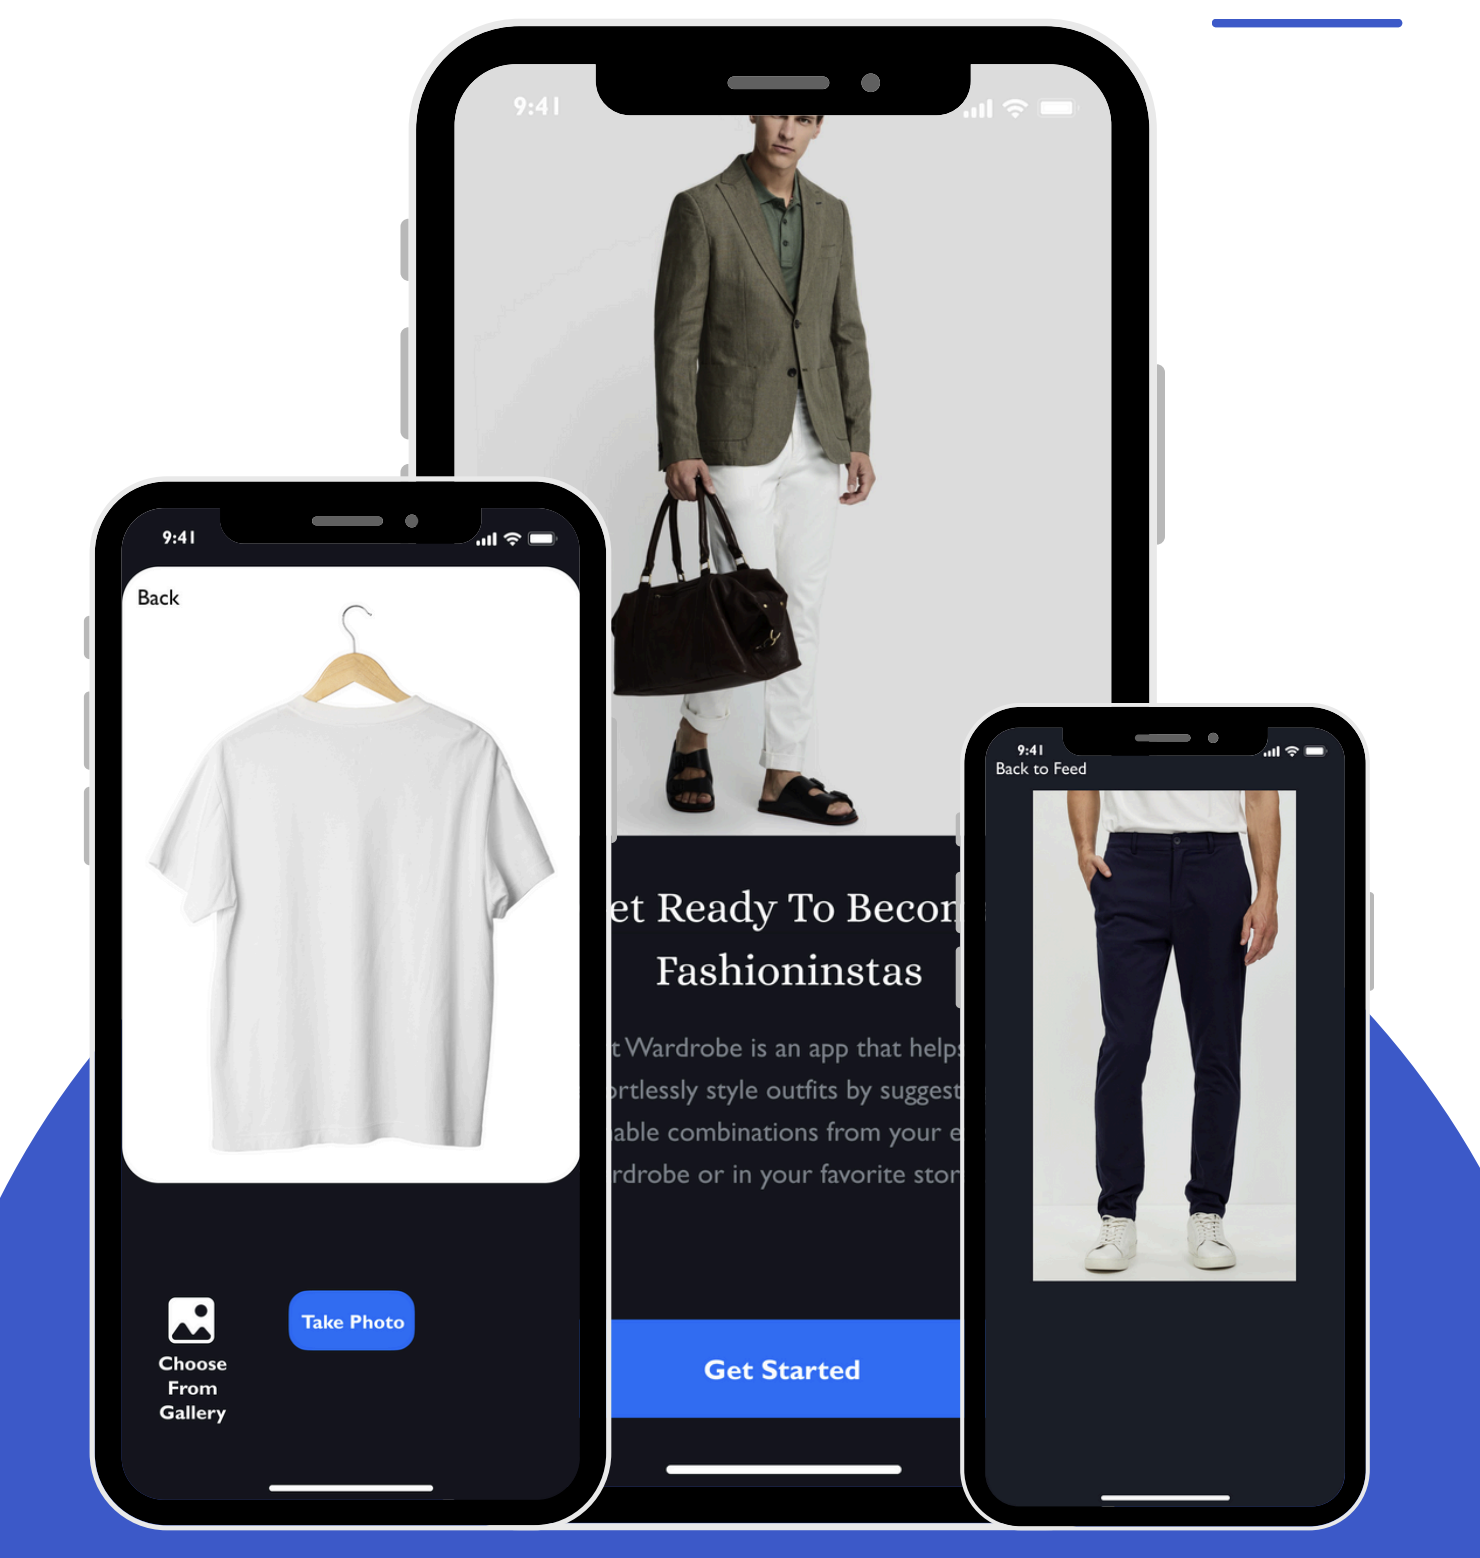 9:41
9:41
Back
Take Photo
Choose
From
Gallery
et Ready To Becom
Fashioninstas
t Wardrobe is an app that helps
ortlessly style outfits by suggest
able combinations from your e
rdrobe or in your favorite stor
Get Started
9:41
Back to Feed